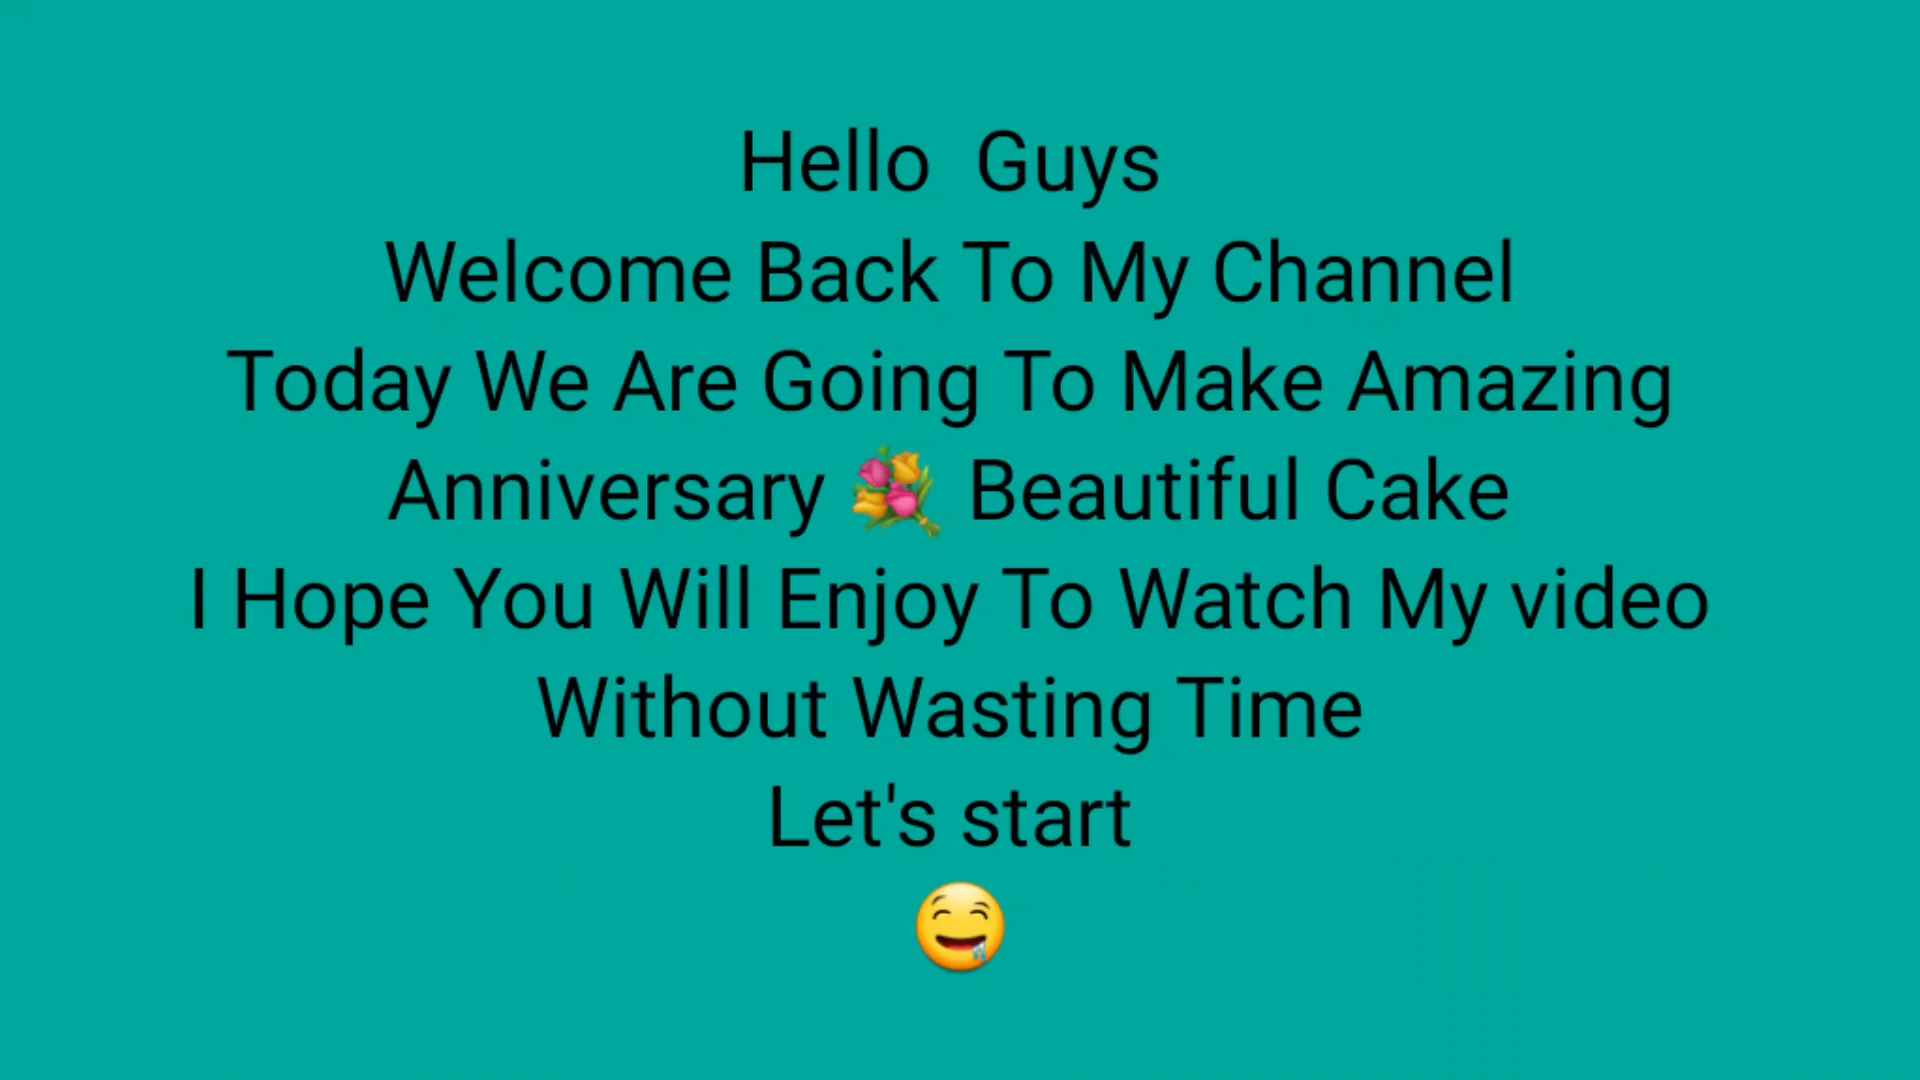 Hello  Guys
Welcome Back To My Channel
Today We Are Going To Make Amazing
Anniversary 💐 Beautiful Cake
I Hope You Will Enjoy To Watch My video
Without Wasting Time
Let's start
🤤